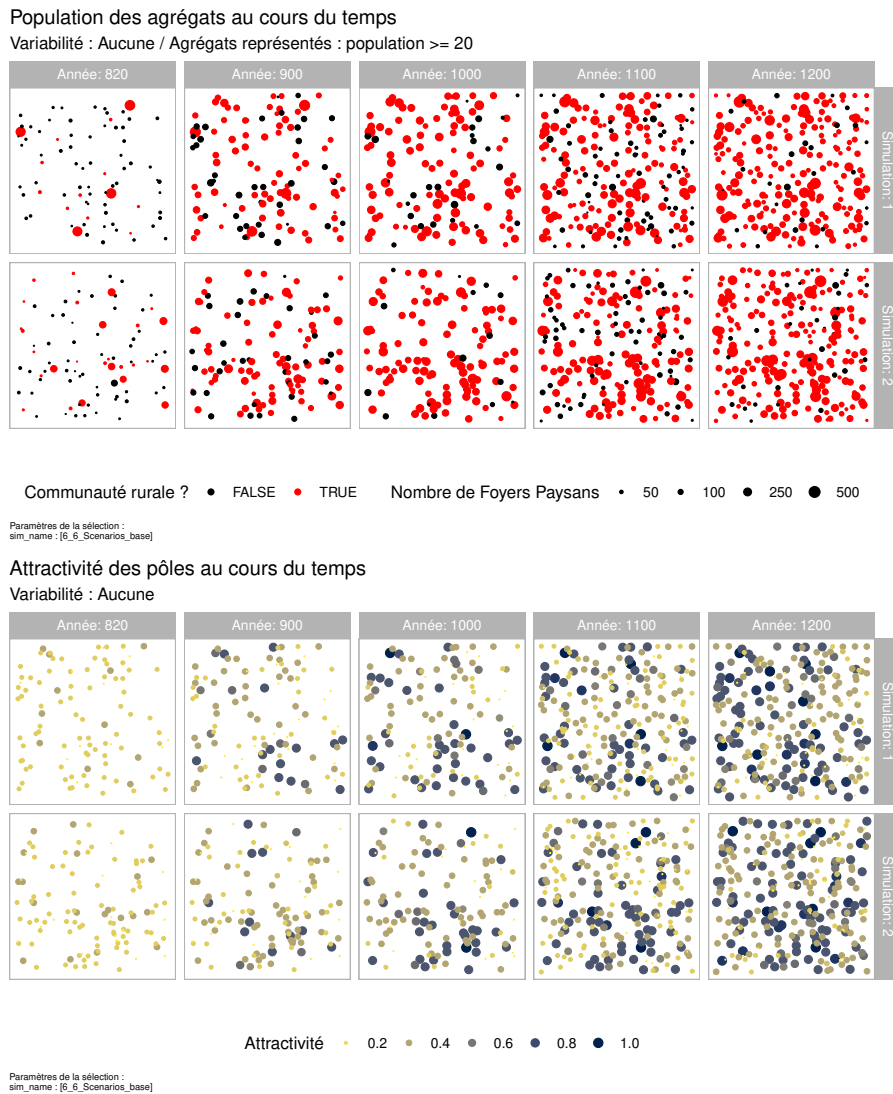 Population des agrégats au cours du temps
Variabilité : Aucune / Agrégats représentés : population >= 20
Année: 820 Année: 900 Année: 1000 Année: 1100 Année: 1200
Simulation: 1
Simulation: 2
Communauté rurale ? FALSE TRUE Nombre de Foyers Paysans 50 100 250 500
Paramètres de la sélection :
sim_name : [6_6_Scenarios_base]
Attractivité des pôles au cours du temps
Variabilité : Aucune
Année: 820 Année: 900 Année: 1000 Année: 1100 Année: 1200
Simulation: 1
Simulation: 2
Attractivité 0.2 0.4 0.6 0.8 1.0
Paramètres de la sélection :
sim_name : [6_6_Scenarios_base]